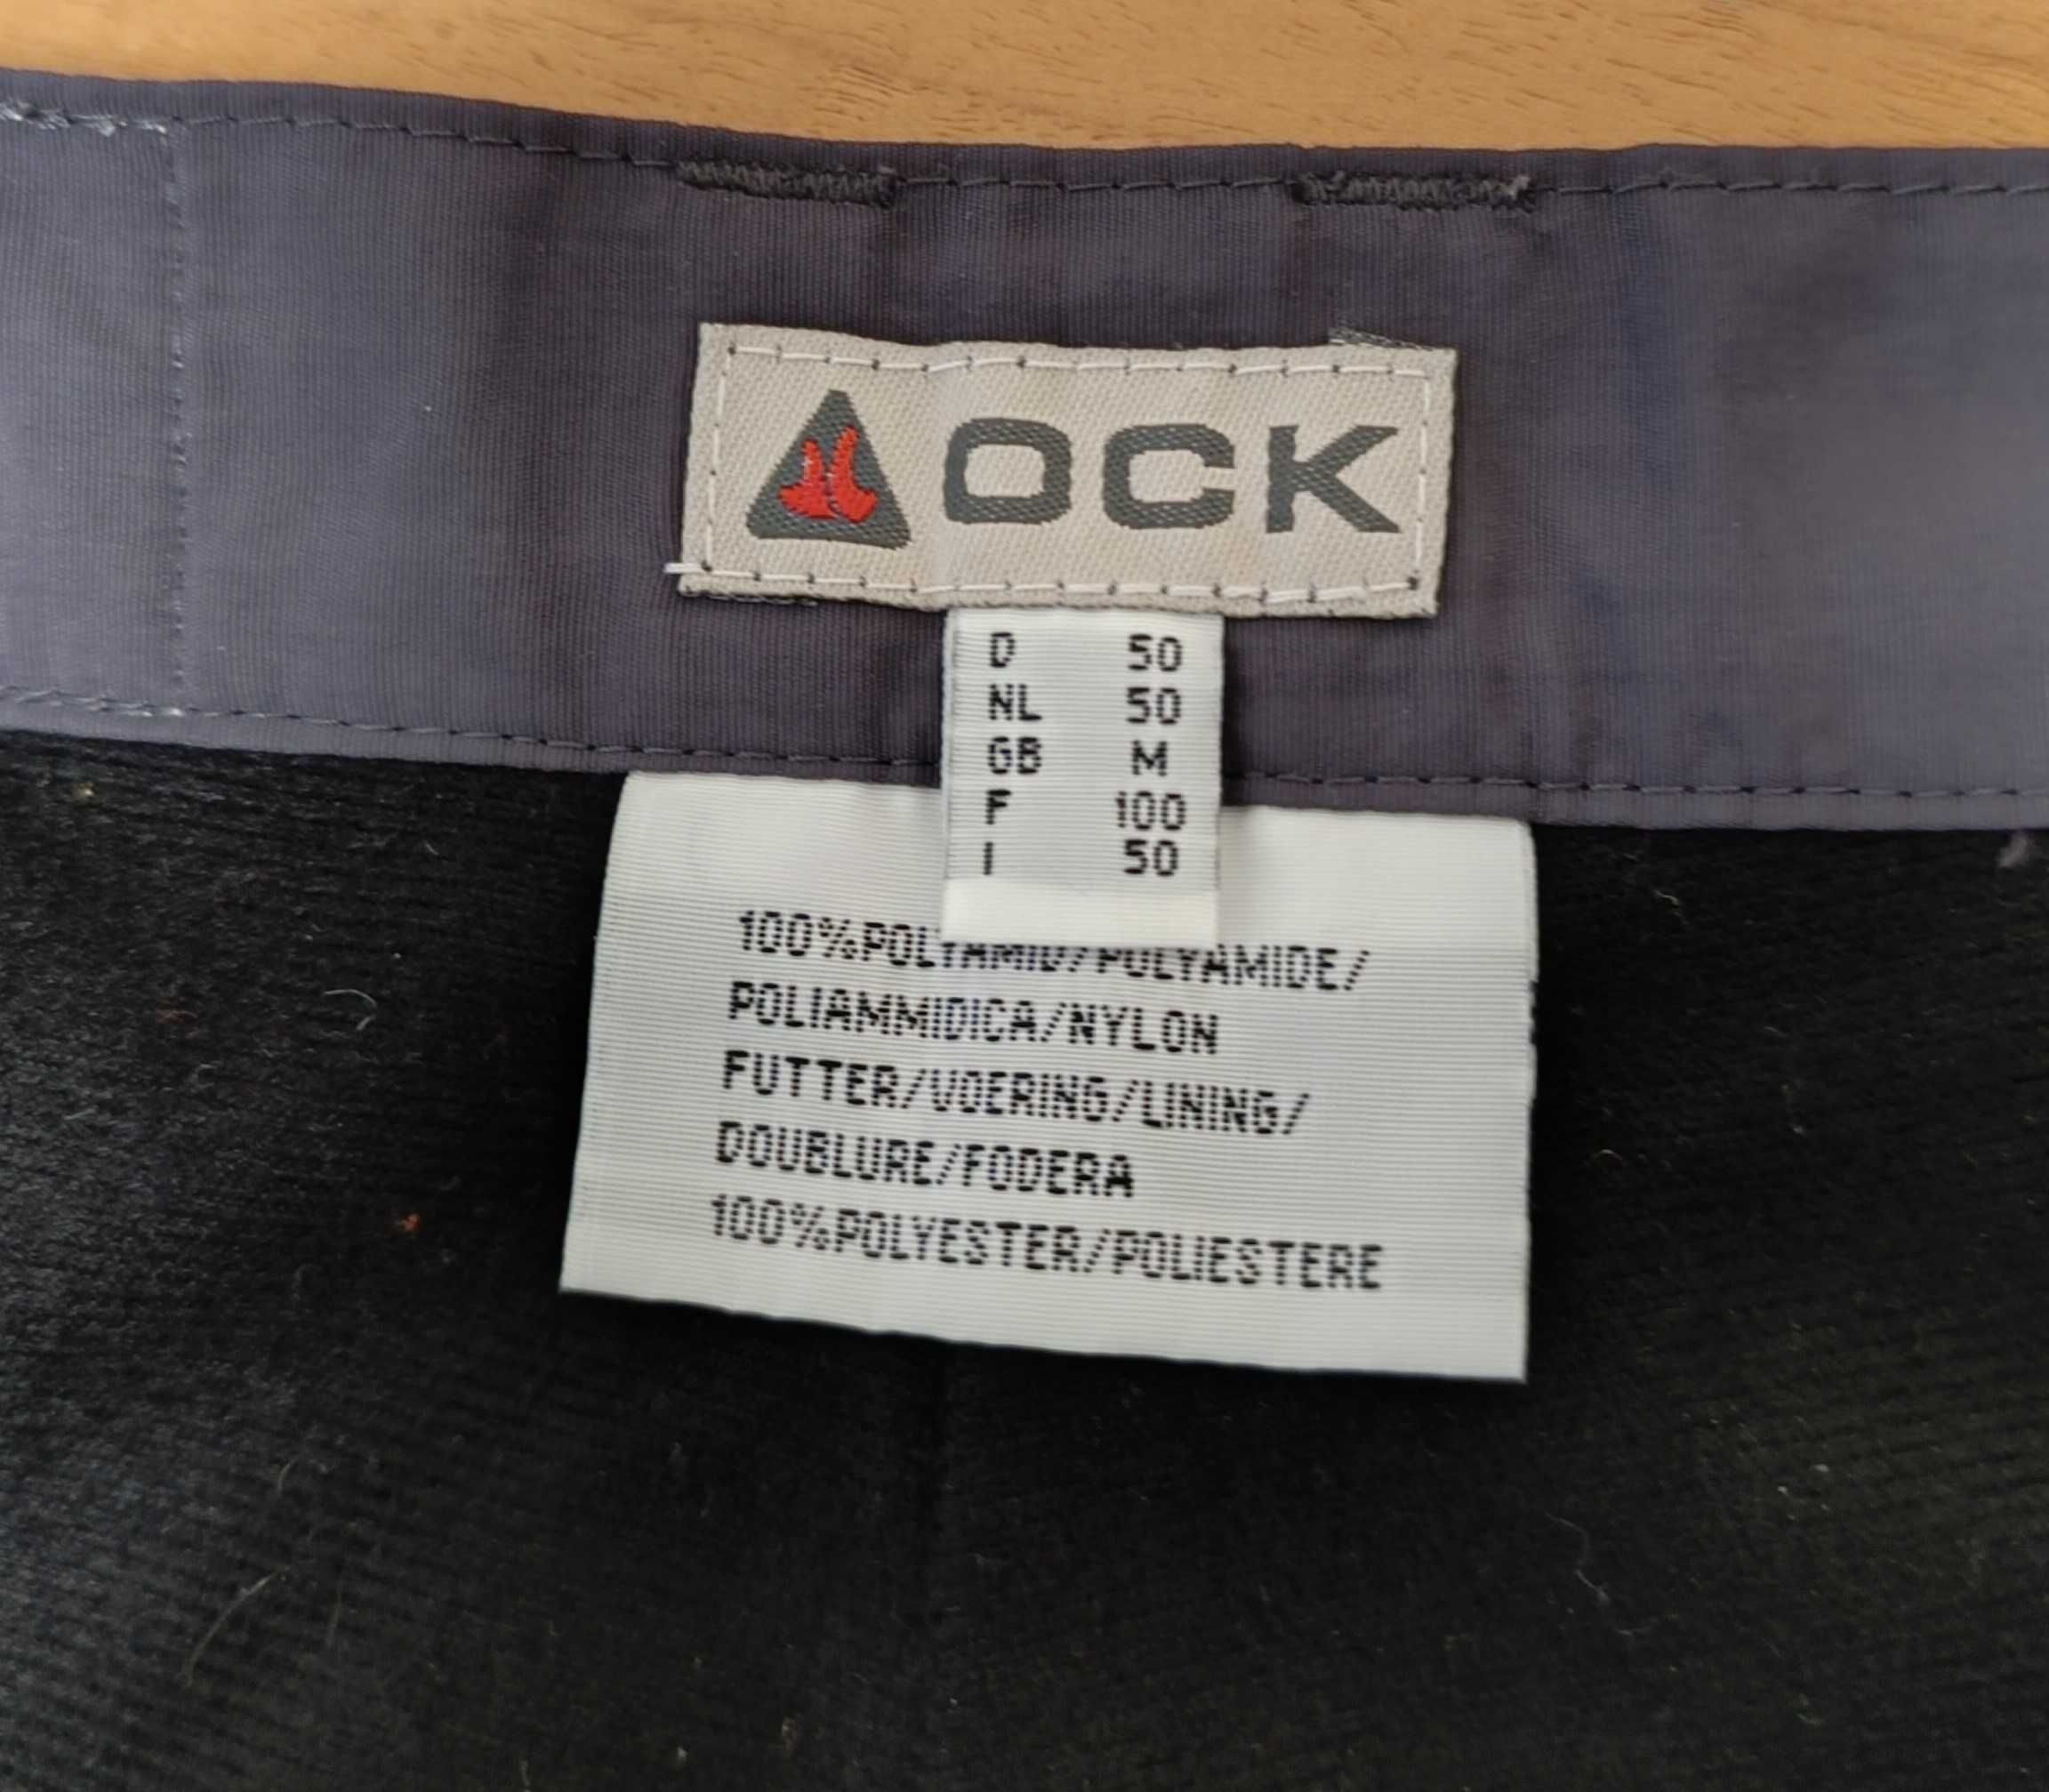 OCK
D 50
NL 50
GB M
F 100
I 50
100%POLYAMID/POLYAMIDE/
POLIAMMIDICA/NYLON
FUTTER/VOERING/LINING/
DOUBLURE/FODERA
100%POLYESTER/POLIESTERE